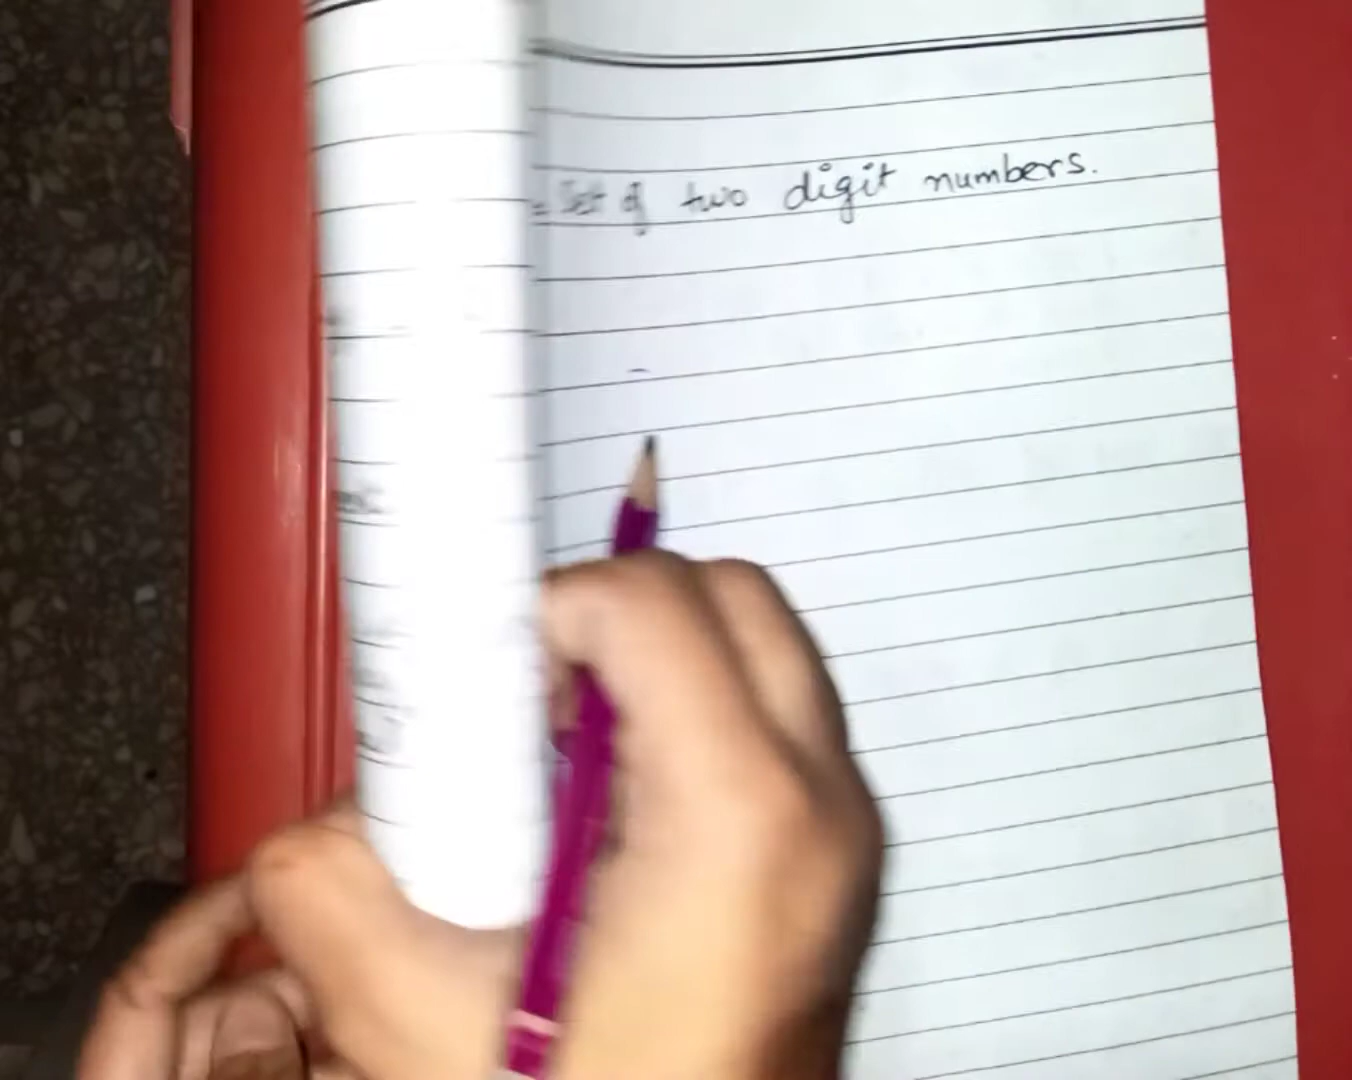 = Set of two digit numbers.